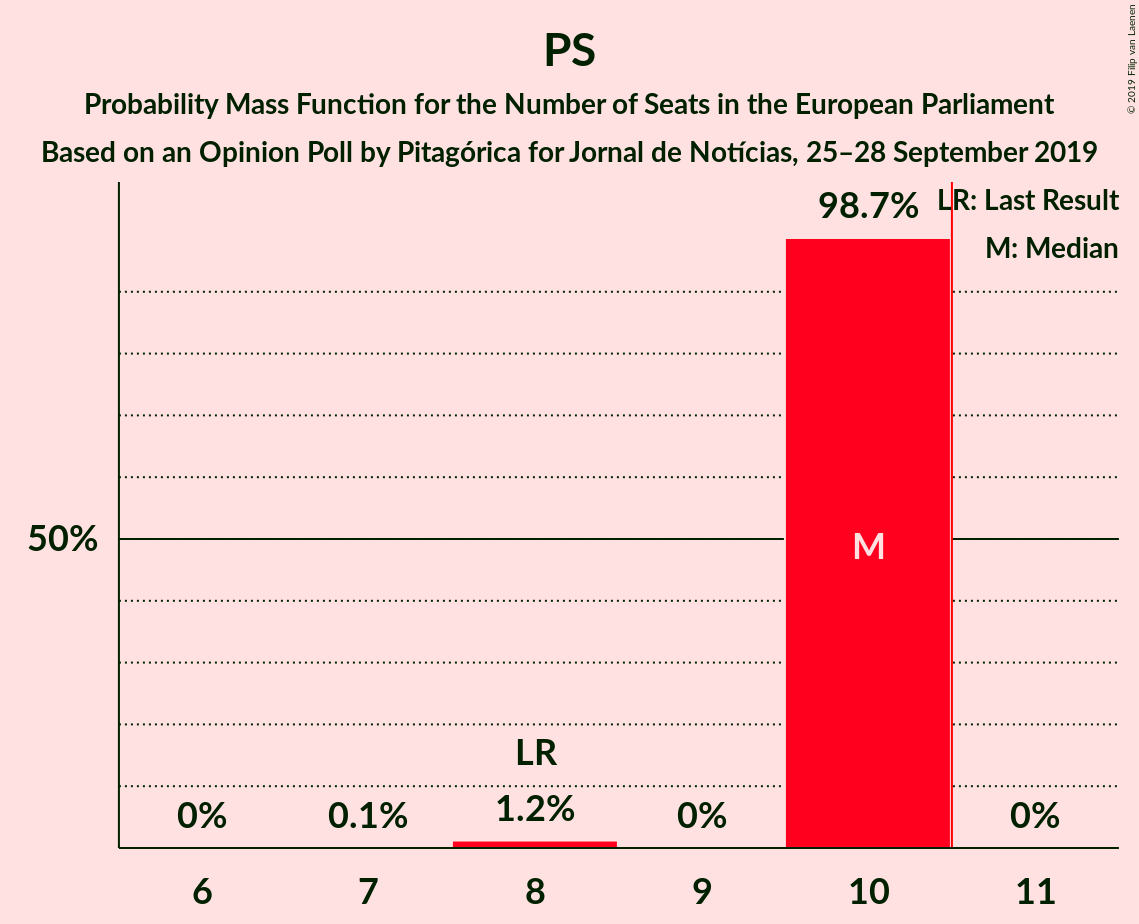 PS
Probability Mass Function for the Number of Seats in the European Parliament
Based on an Opinion Poll by Pitagórica for Jornal de Notícias, 25–28 September 2019
© 2019 Filip van Laenen
LR: Last Result
M: Median
98.7%
50%
M
LR
0%
0.1%
1.2%
0%
0%
6
7
8
9
10
11